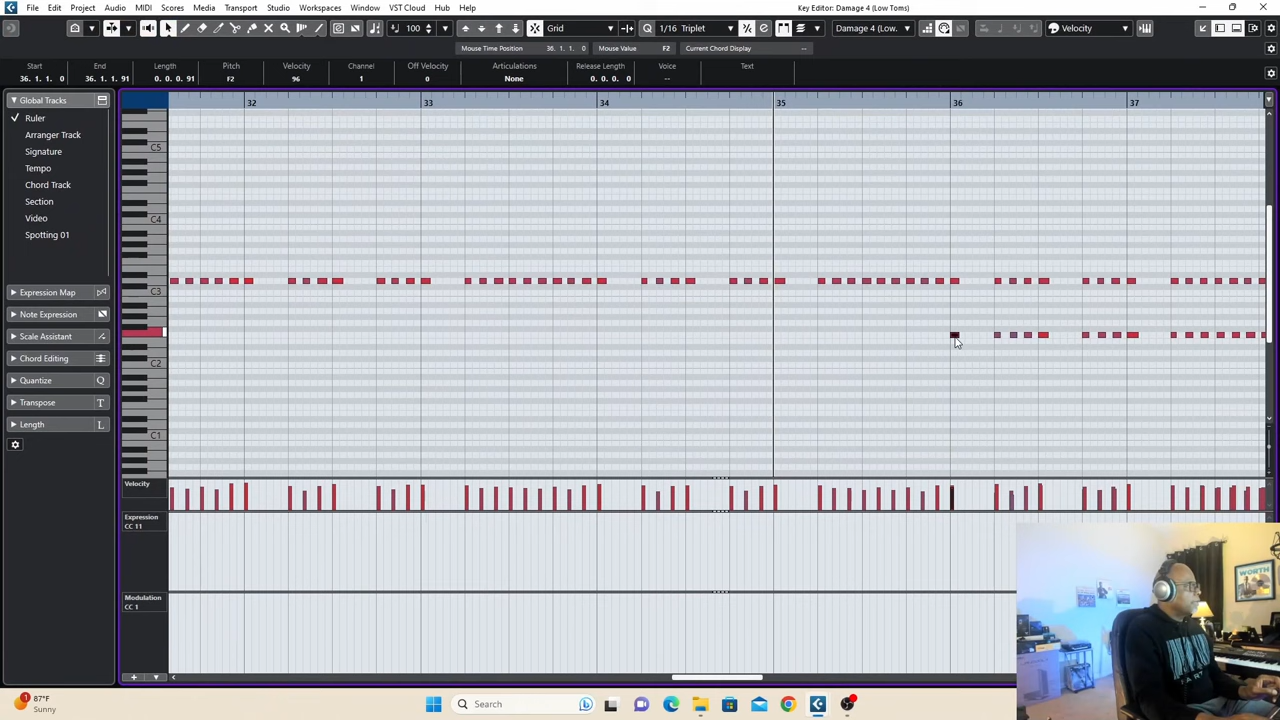 File Edit Project Audio MIDI Scores Media Transport Studio Workspaces Window VST Cloud Hub Help
Key Editor: Damage 4 (Low Toms)
100 Grid 1/16 Triplet Damage 4 (Low. Velocity
Mouse Time Position 36. 1. 1. 0 Mouse Value F2 Current Chord Display --
Start End Length Pitch Velocity Channel Off Velocity Articulations Release Length Voice Text
36. 1. 1. 0 36. 1. 1. 91 0. 0. 0. 91 F2 96 1 0 None 0. 0. 0. 0 --
Global Tracks
Ruler
Arranger Track
Signature
Tempo
Chord Track
Section
Video
Spotting 01
Expression Map
Note Expression
Scale Assistant
Chord Editing
Quantize Q
Transpose T
Length L
32 33 34 35 36 37
C5
C4
C3
C2
C1
Velocity
Expression
CC 11
Modulation
CC 1
WORTH
1
87°F
Sunny
Search